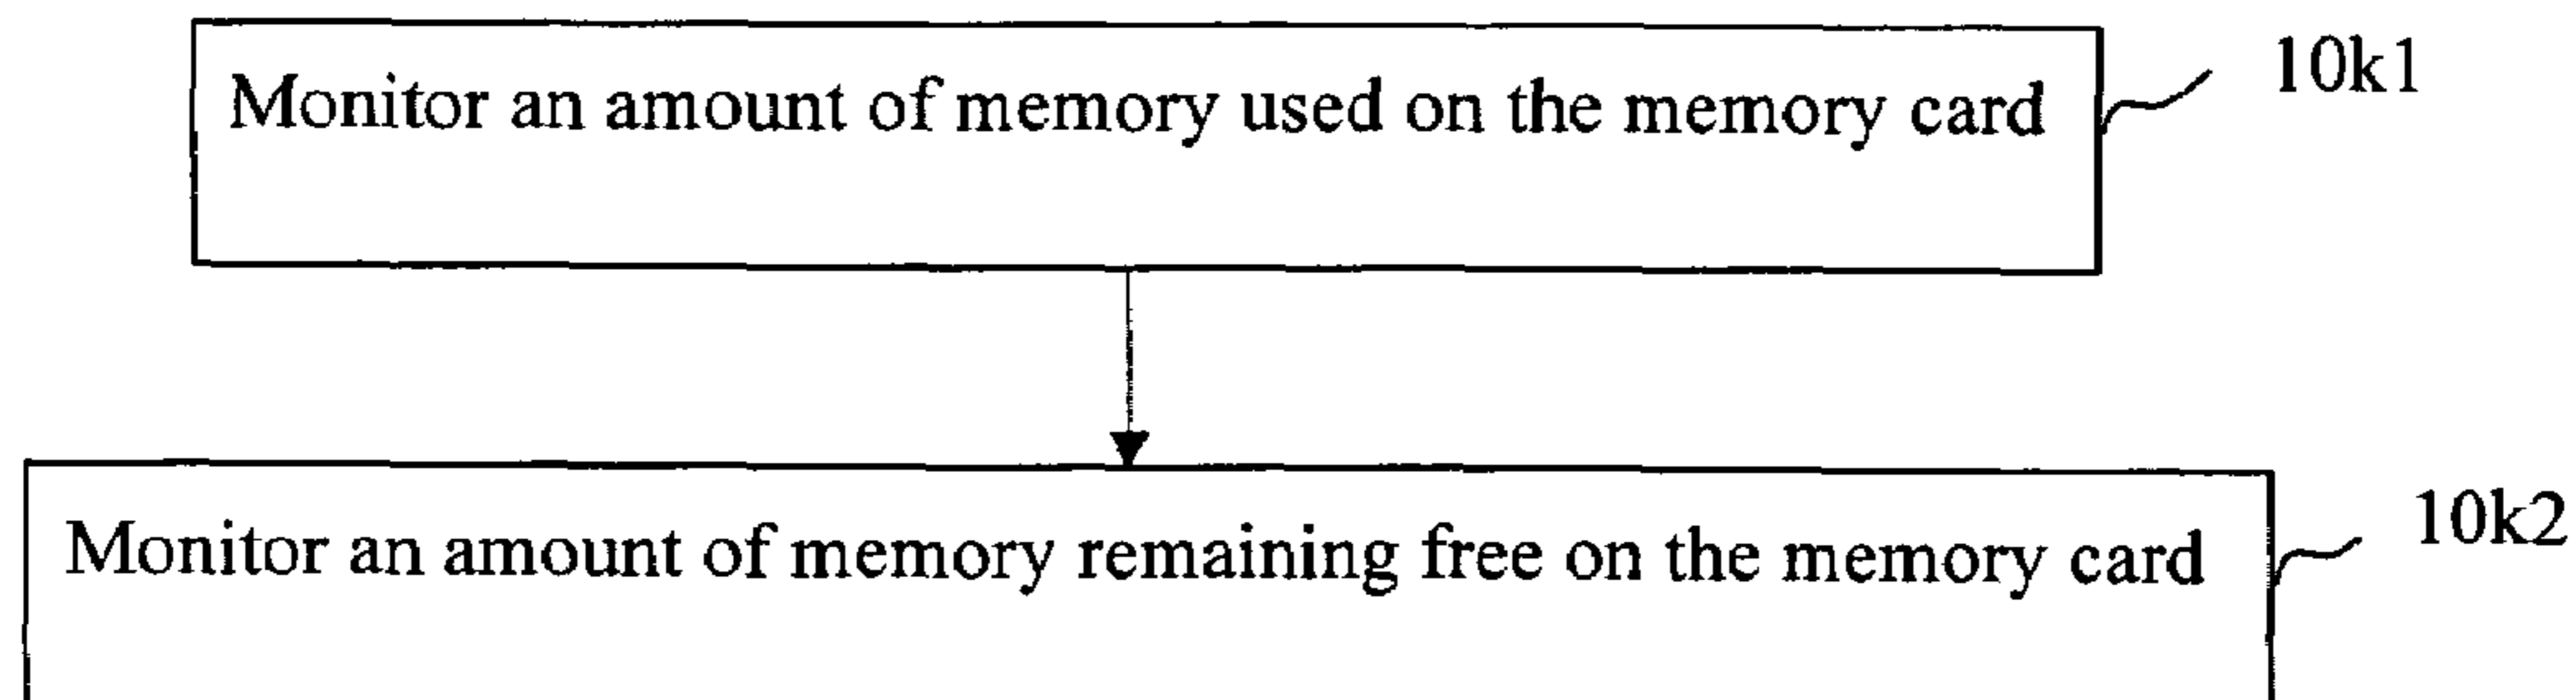 Monitor an amount of memory used on the memory card
10k1
Monitor an amount of memory remaining free on the memory card
10k2